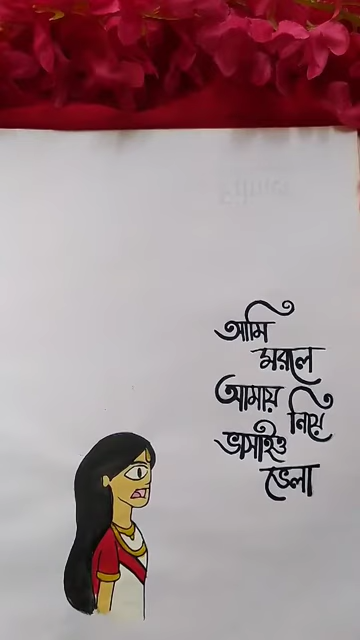 আমি
মরলে
আমায়
নিয়ে
ভাসাইও
ভেলা